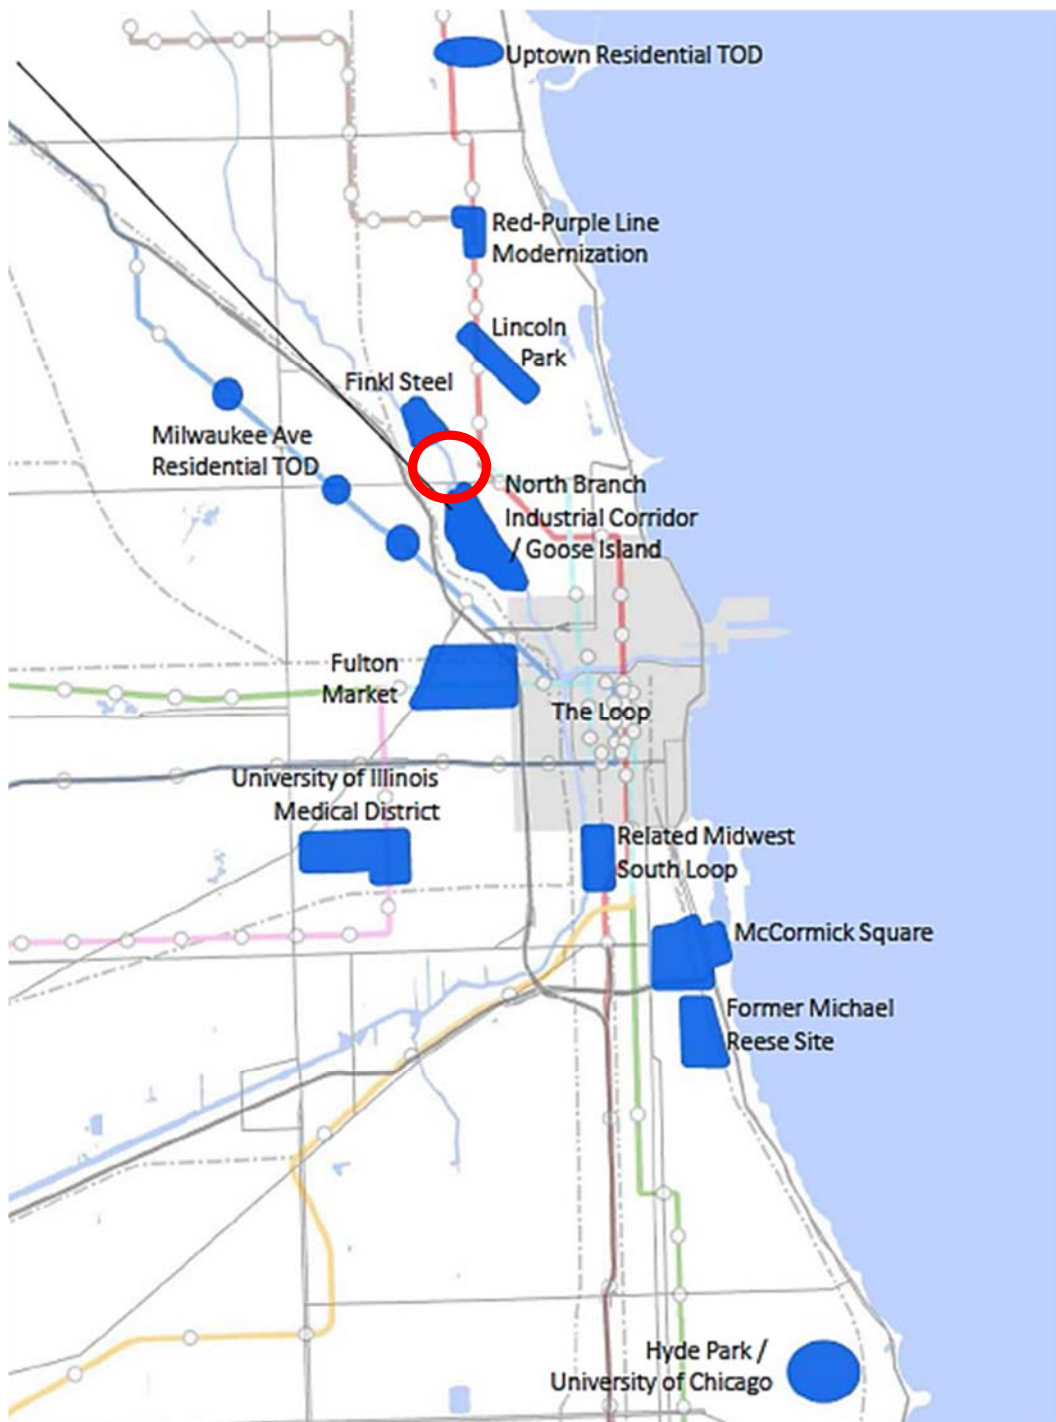 Uptown Residential TOD
Red-Purple Line
Modernization
Lincoln
Park
Finkl Steel
Milwaukee Ave
Residential TOD
North Branch
Industrial Corridor
/ Goose Island
Fulton
Market
The Loop
University of Illinois
Medical District
Related Midwest
South Loop
McCormick Square
Former Michael
Reese Site
Hyde Park /
University of Chicago